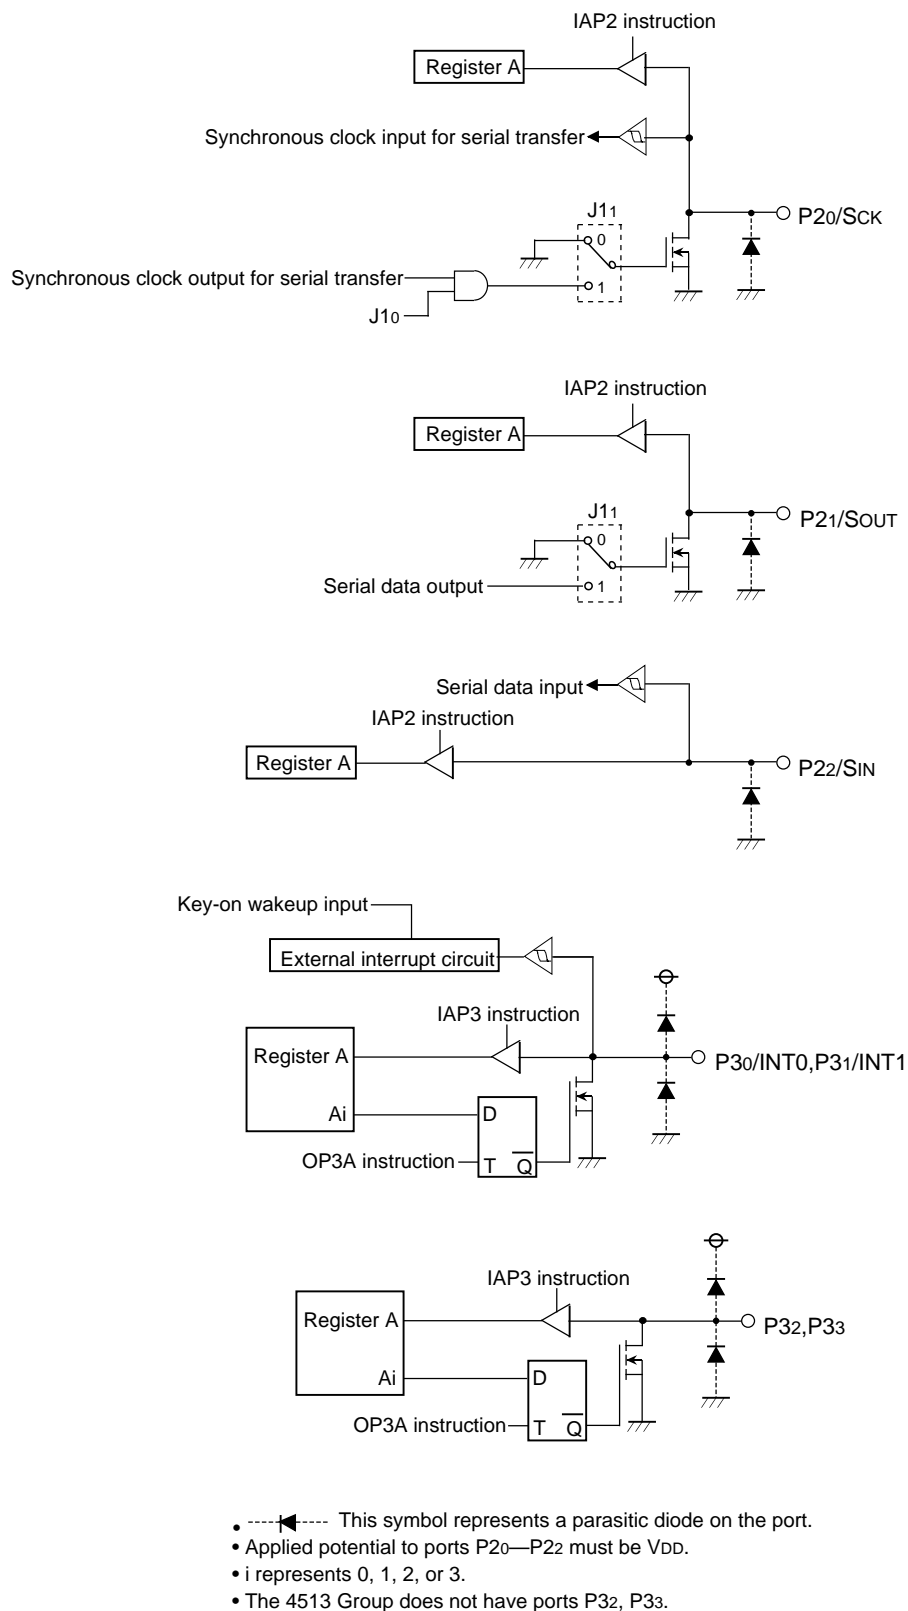 IAP2 instruction
Register A
Synchronous clock input for serial transfer
P20/SCK
J11
0
1
Synchronous clock output for serial transfer
J10
IAP2 instruction
Register A
P21/SOUT
J11
0
1
Serial data output
Serial data input
IAP2 instruction
Register A
P22/SIN
Key-on wakeup input
External interrupt circuit
IAP3 instruction
Register A
P30/INT0,P31/INT1
Ai
D
OP3A instruction
T Q
IAP3 instruction
Register A
P32,P33
Ai
D
OP3A instruction
T Q
• This symbol represents a parasitic diode on the port.
• Applied potential to ports P20—P22 must be VDD.
• i represents 0, 1, 2, or 3.
• The 4513 Group does not have ports P32, P33.